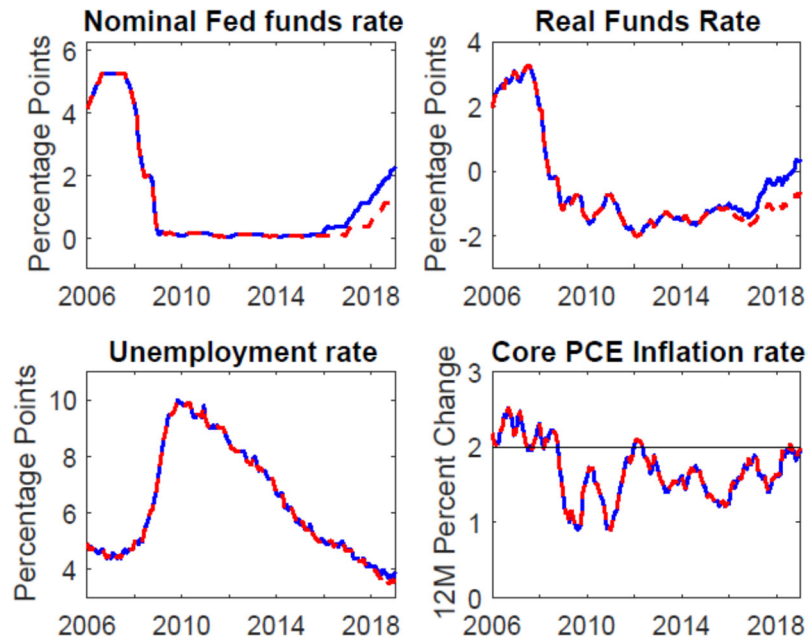 Nominal Fed funds rate
Percentage Points
6
4
2
0
2006 2010 2014 2018
Real Funds Rate
Percentage Points
4
2
0
-2
2006 2010 2014 2018
Unemployment rate
Percentage Points
10
8
6
4
2006 2010 2014 2018
Core PCE Inflation rate
12M Percent Change
3
2
1
0
2006 2010 2014 2018